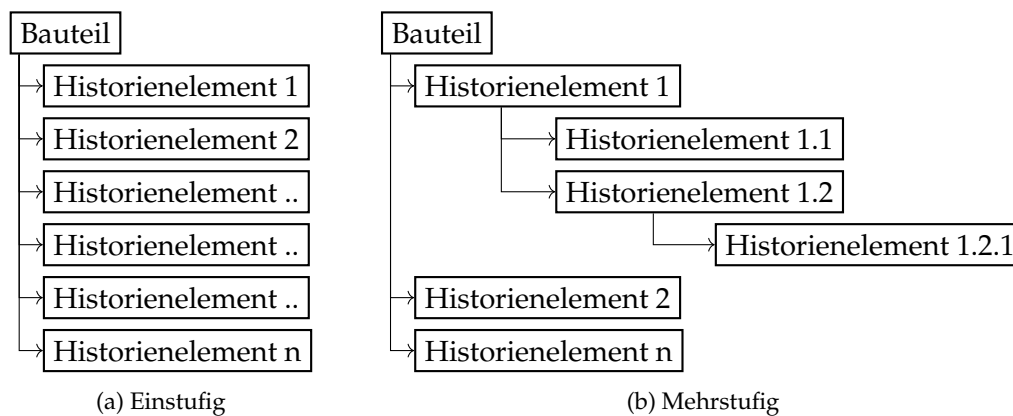 Bauteil
Historienelement 1
Historienelement 2
Historienelement ..
Historienelement ..
Historienelement ..
Historienelement n
(a) Einstufig
Bauteil
Historienelement 1
Historienelement 1.1
Historienelement 1.2
Historienelement 1.2.1
Historienelement 2
Historienelement n
(b) Mehrstufig